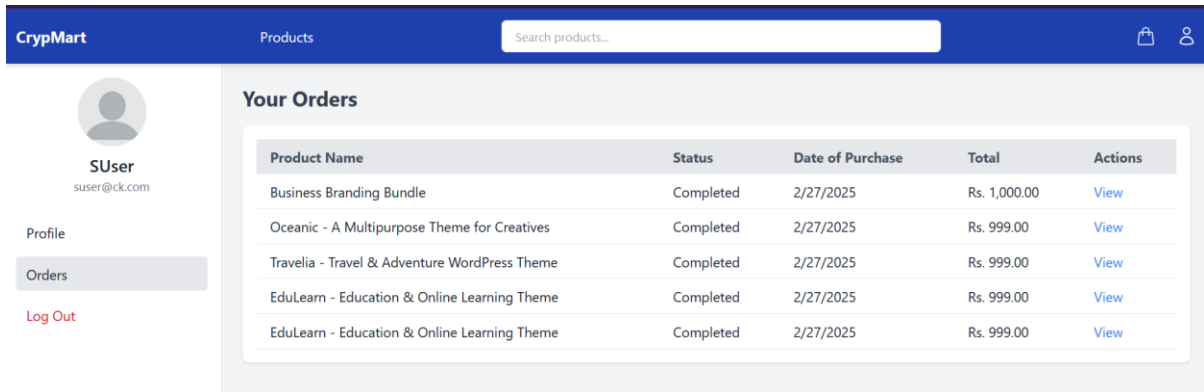 CrypMart Products Search products...
SUser
suser@ck.com
Profile
Orders
Log Out
Your Orders
Product Name Status Date of Purchase Total Actions
Business Branding Bundle Completed 2/27/2025 Rs. 1,000.00 View
Oceanic - A Multipurpose Theme for Creatives Completed 2/27/2025 Rs. 999.00 View
Travelia - Travel & Adventure WordPress Theme Completed 2/27/2025 Rs. 999.00 View
EduLearn - Education & Online Learning Theme Completed 2/27/2025 Rs. 999.00 View
EduLearn - Education & Online Learning Theme Completed 2/27/2025 Rs. 999.00 View